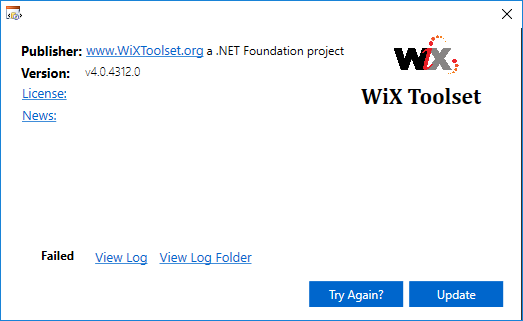 Publisher: www.WiXToolset.org a .NET Foundation project
Version: v4.0.4312.0
License:
News:
WiX
WiX Toolset
Failed View Log View Log Folder
Try Again? Update